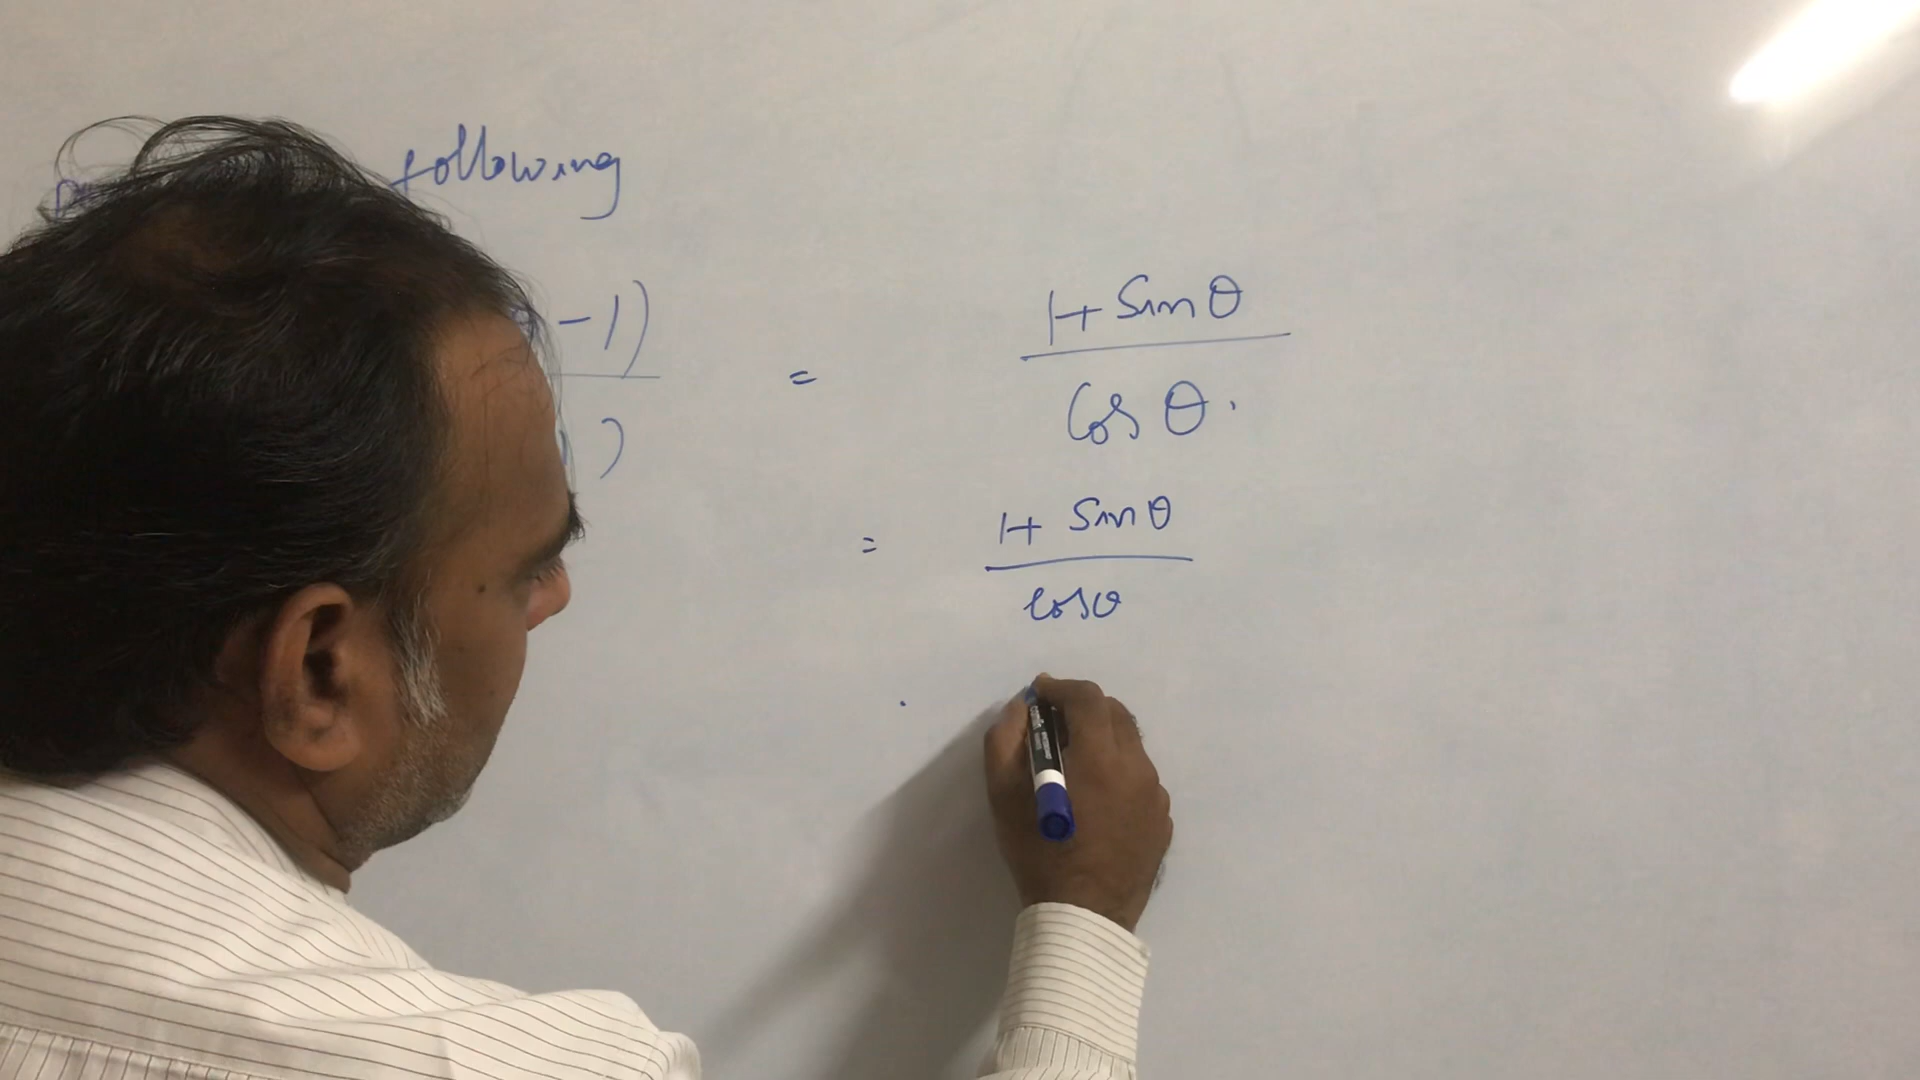 following
-1) = 1+ Sin θ
)
Cos θ.
= 1+ Sin θ
cos θ